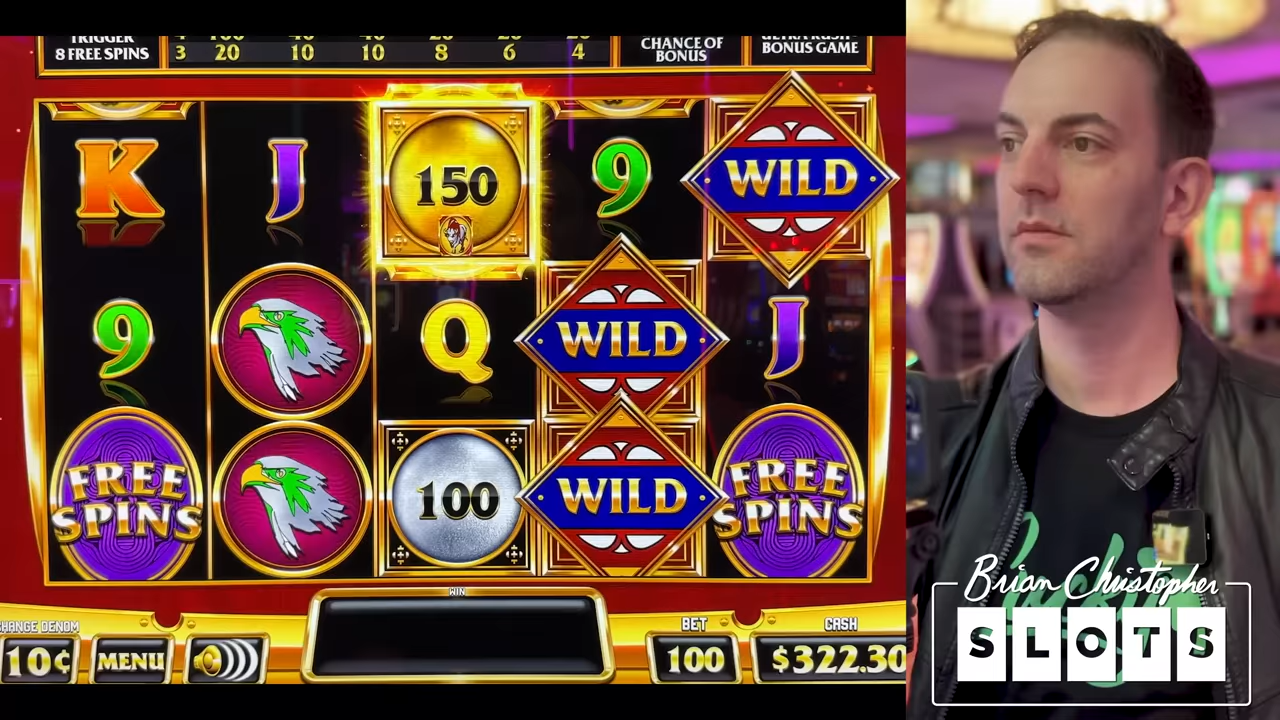 TRIGGER
8 FREE SPINS
3 20 10 10 8 6 4
CHANCE OF
BONUS
BONUS GAME
K J 150 9 WILD
9 Q WILD J
FREE
SPINS
100
WILD
FREE
SPINS
WIN
CHANGE DENOM
10¢
MENU
BET
100
CASH
$322.30
Brian Christopher
SLOTS